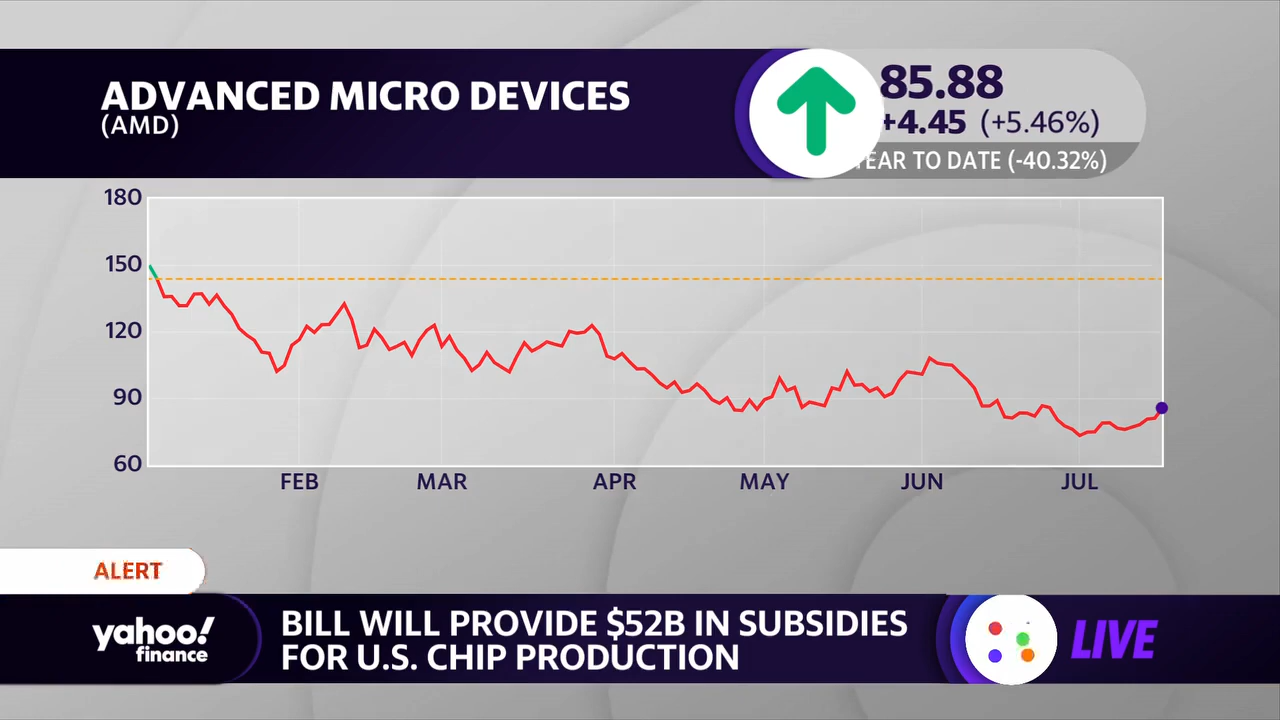 ADVANCED MICRO DEVICES
(AMD)
85.88
+4.45 (+5.46%)
YEAR TO DATE (-40.32%)
180
150
120
90
60
FEB MAR APR MAY JUN JUL
ALERT
yahoo!
finance
BILL WILL PROVIDE $52B IN SUBSIDIES
FOR U.S. CHIP PRODUCTION
LIVE